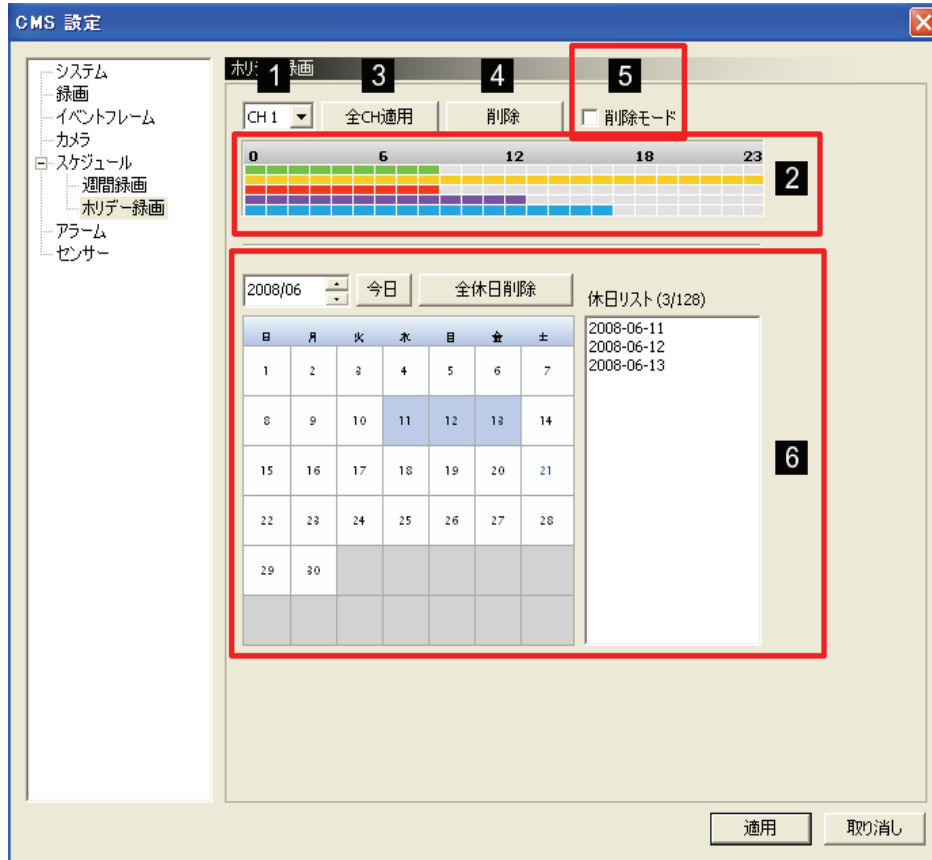 CMS 設定
システム
録画
イベントフレーム
カメラ
スケジュール
週間録画
ホリデー録画
アラーム
センサー
ホリ 録画
1
3
4
5
CH 1
全CH適用
削除
削除モード
0 6 12 18 23
2
2008/06
今日
全休日削除
休日リスト (3/128)
日 月 火 水 目 金 土
1 2 3 4 5 6 7
8 9 10 11 12 13 14
15 16 17 18 19 20 21
22 23 24 25 26 27 28
29 30
2008-06-11
2008-06-12
2008-06-13
6
適用
取り消し